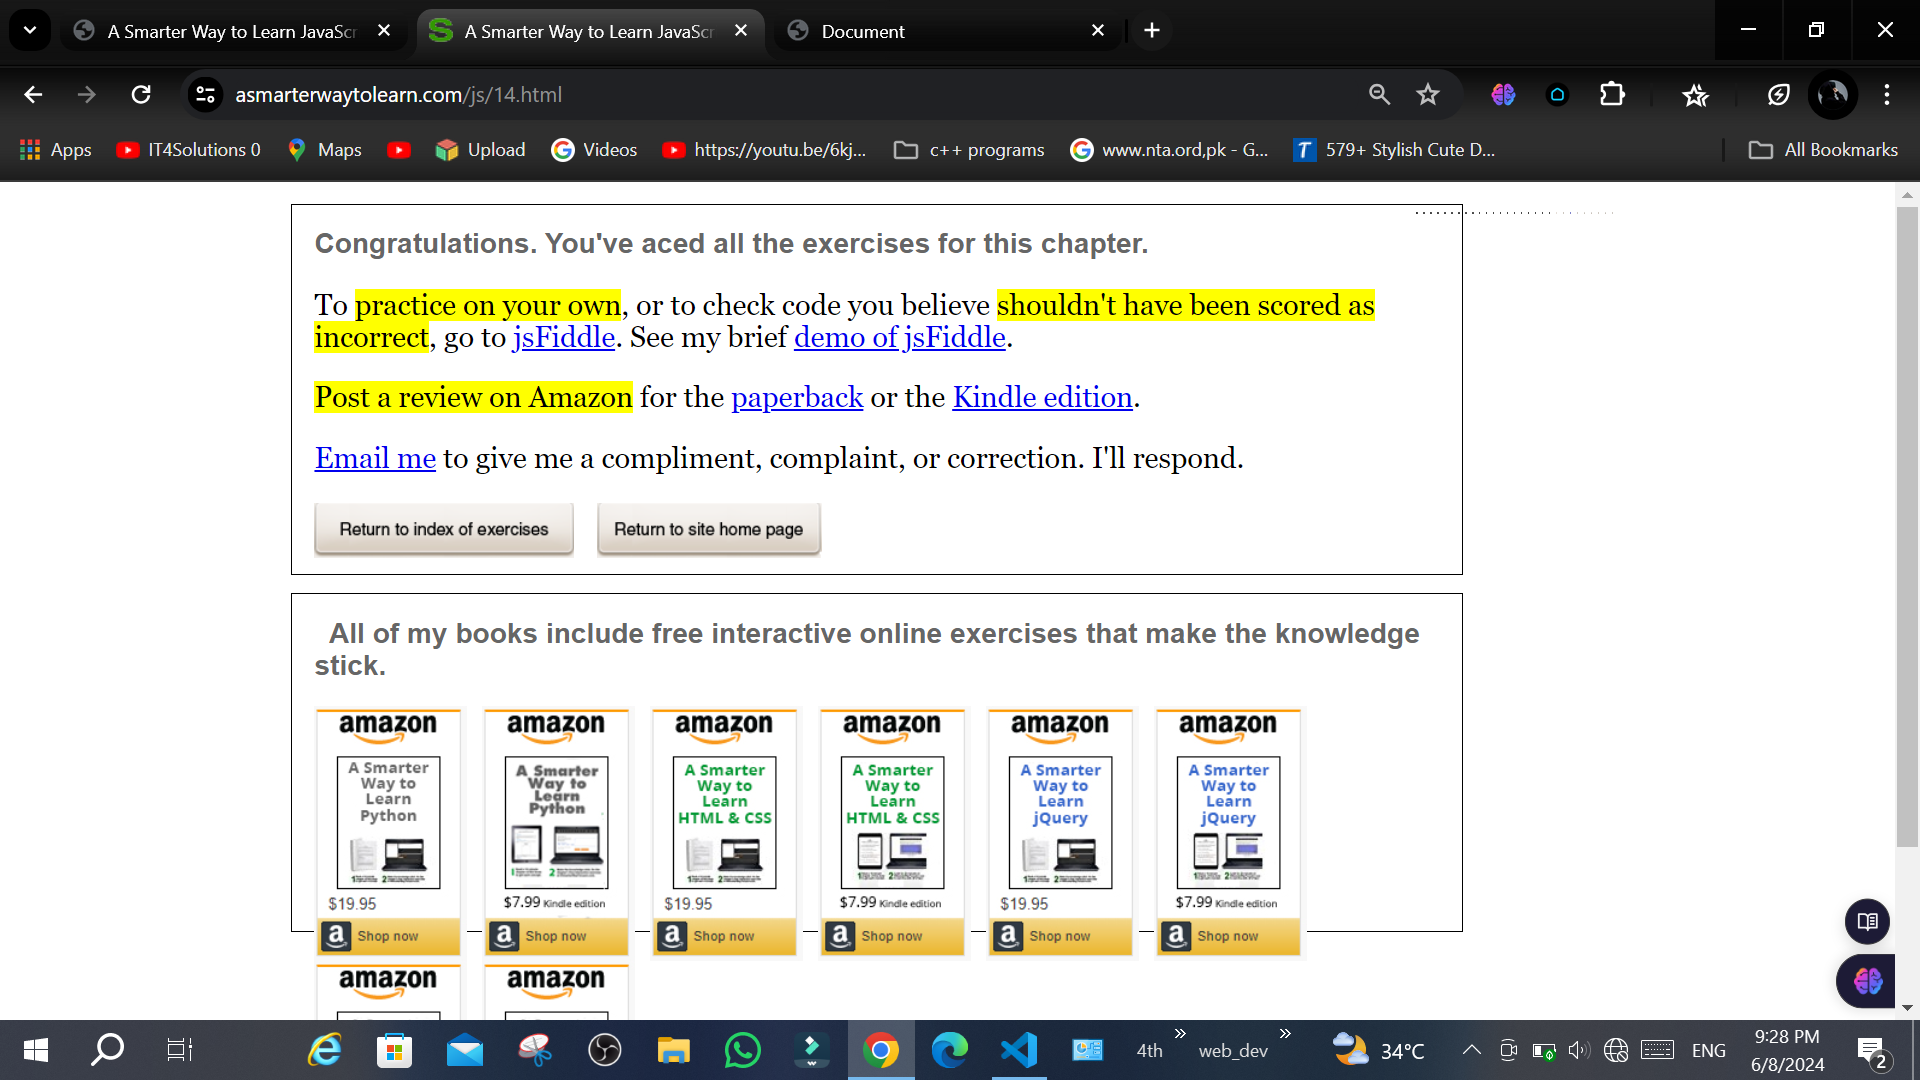 A Smarter Way to Learn JavaScr
A Smarter Way to Learn JavaScr
Document
asmarterwaytolearn.com/js/14.html
Apps
IT4Solutions 0
Maps
Upload
Videos
https://youtu.be/6kj...
c++ programs
www.nta.ord,pk - G...
579+ Stylish Cute D...
All Bookmarks
Congratulations. You've aced all the exercises for this chapter.
To practice on your own, or to check code you believe shouldn't have been scored as
incorrect, go to jsFiddle. See my brief demo of jsFiddle.
Post a review on Amazon for the paperback or the Kindle edition.
Email me to give me a compliment, complaint, or correction. I'll respond.
Return to index of exercises
Return to site home page
All of my books include free interactive online exercises that make the knowledge
stick.
amazon
A Smarter
Way to
Learn
Python
$19.95
Shop now
amazon
A Smarter
Way to
Learn
Python
$7.99 Kindle edition
Shop now
amazon
A Smarter
Way to
Learn
HTML & CSS
$19.95
Shop now
amazon
A Smarter
Way to
Learn
HTML & CSS
$7.99 Kindle edition
Shop now
amazon
A Smarter
Way to
Learn
jQuery
$19.95
Shop now
amazon
A Smarter
Way to
Learn
jQuery
$7.99 Kindle edition
Shop now
amazon
amazon
4th
web_dev
34°C
ENG
9:28 PM
6/8/2024
2